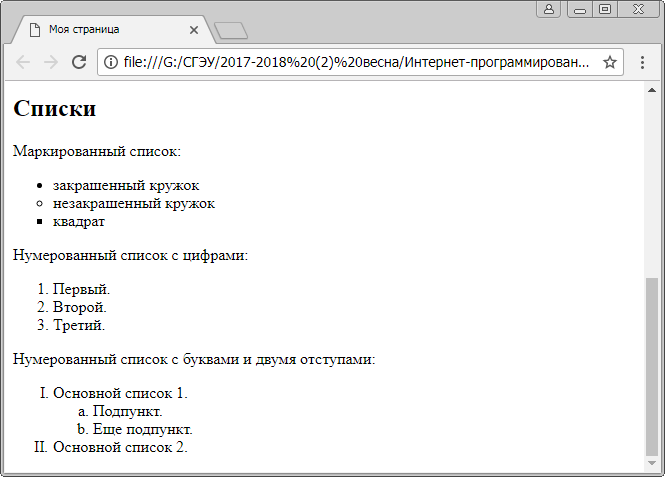 Моя страница
file:///G:/СГЭУ/2017-2018%20(2)%20весна/Интернет-программирован...
Списки
Маркированный список:
закрашенный кружок
незакрашенный кружок
квадрат
Нумерованный список с цифрами:
1. Первый.
2. Второй.
3. Третий.
Нумерованный список с буквами и двумя отступами:
I. Основной список 1.
a. Подпункт.
b. Еще подпункт.
II. Основной список 2.